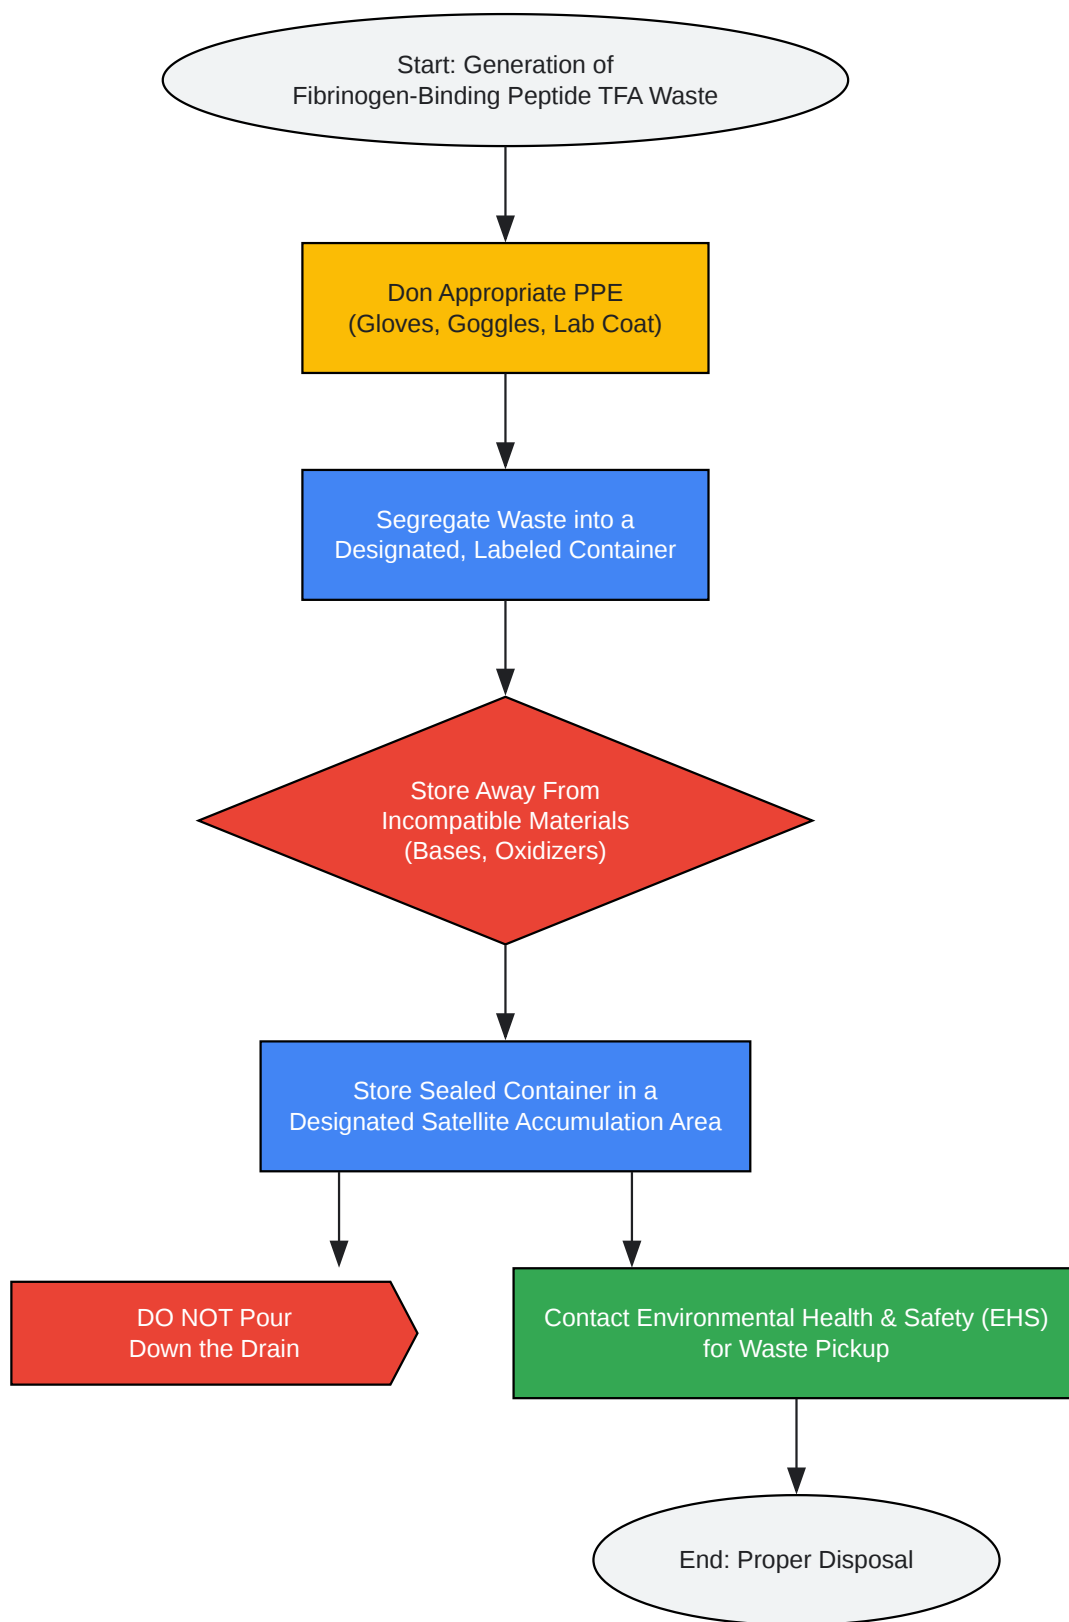 Start: Generation of
Fibrinogen-Binding Peptide TFA Waste
Don Appropriate PPE
(Gloves, Goggles, Lab Coat)
Segregate Waste into a
Designated, Labeled Container
Store Away From
Incompatible Materials
(Bases, Oxidizers)
Store Sealed Container in a
Designated Satellite Accumulation Area
DO NOT Pour
Down the Drain
Contact Environmental Health & Safety (EHS)
for Waste Pickup
End: Proper Disposal